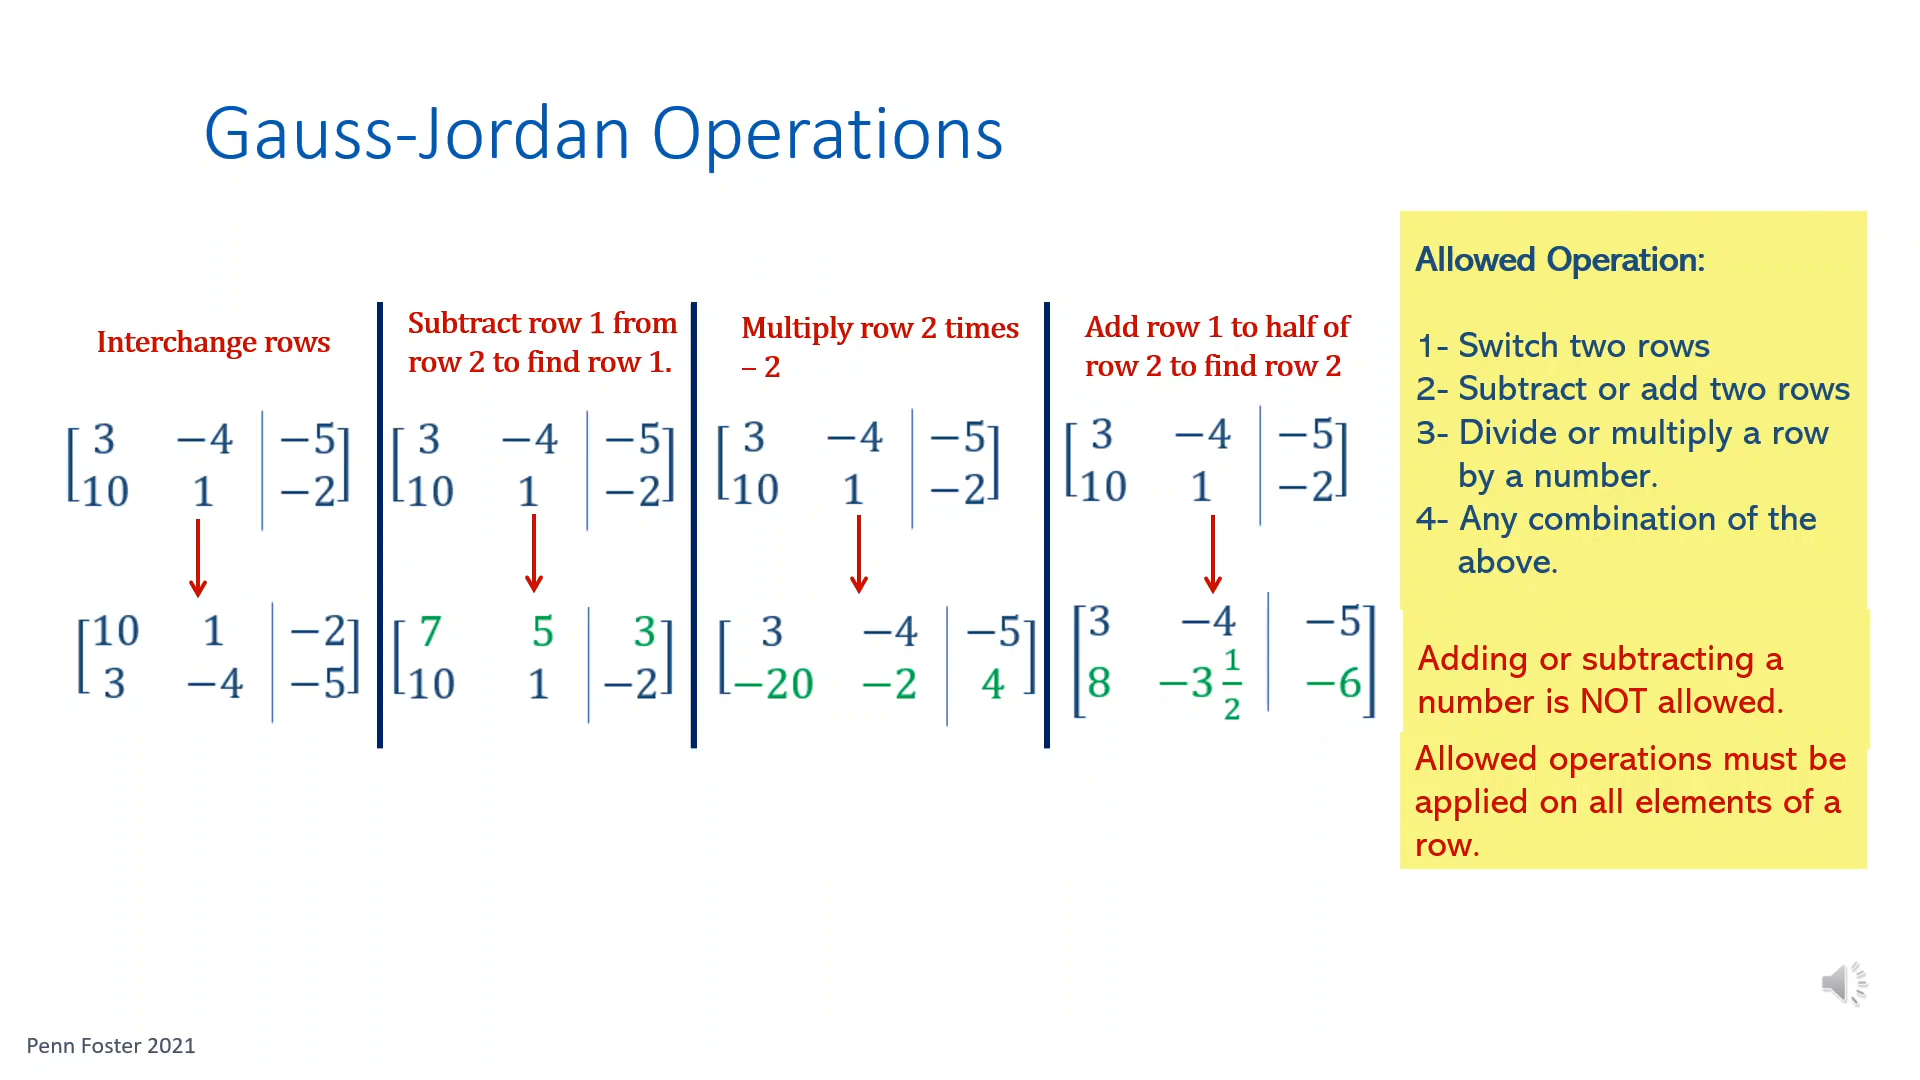 Gauss-Jordan Operations
Interchange rows
[3 −4 | −5]
[10 1 | −2]
[10 1 | −2]
[3 −4 | −5]
Subtract row 1 from
row 2 to find row 1.
[3 −4 | −5]
[10 1 | −2]
[7 5 | 3]
[10 1 | −2]
Multiply row 2 times
– 2
[3 −4 | −5]
[10 1 | −2]
[3 −4 | −5]
[−20 −2 | 4]
Add row 1 to half of
row 2 to find row 2
[3 −4 | −5]
[10 1 | −2]
[3 −4 | −5]
[8 −3 1/2 | −6]
Allowed Operation:
1- Switch two rows
2- Subtract or add two rows
3- Divide or multiply a row
by a number.
4- Any combination of the
above.
Adding or subtracting a
number is NOT allowed.
Allowed operations must be
applied on all elements of a
row.
Penn Foster 2021